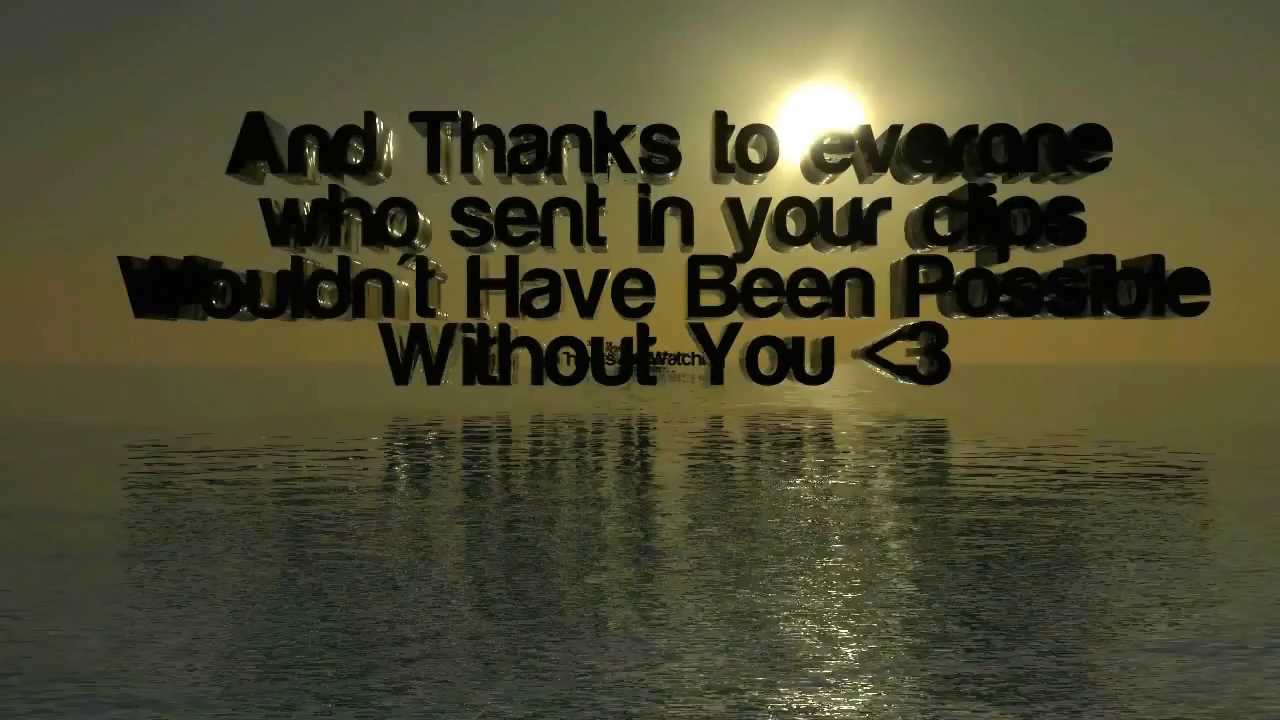 And Thanks to everone
who sent in your clips
Wouldn´t Have Been Possible
Without You <3